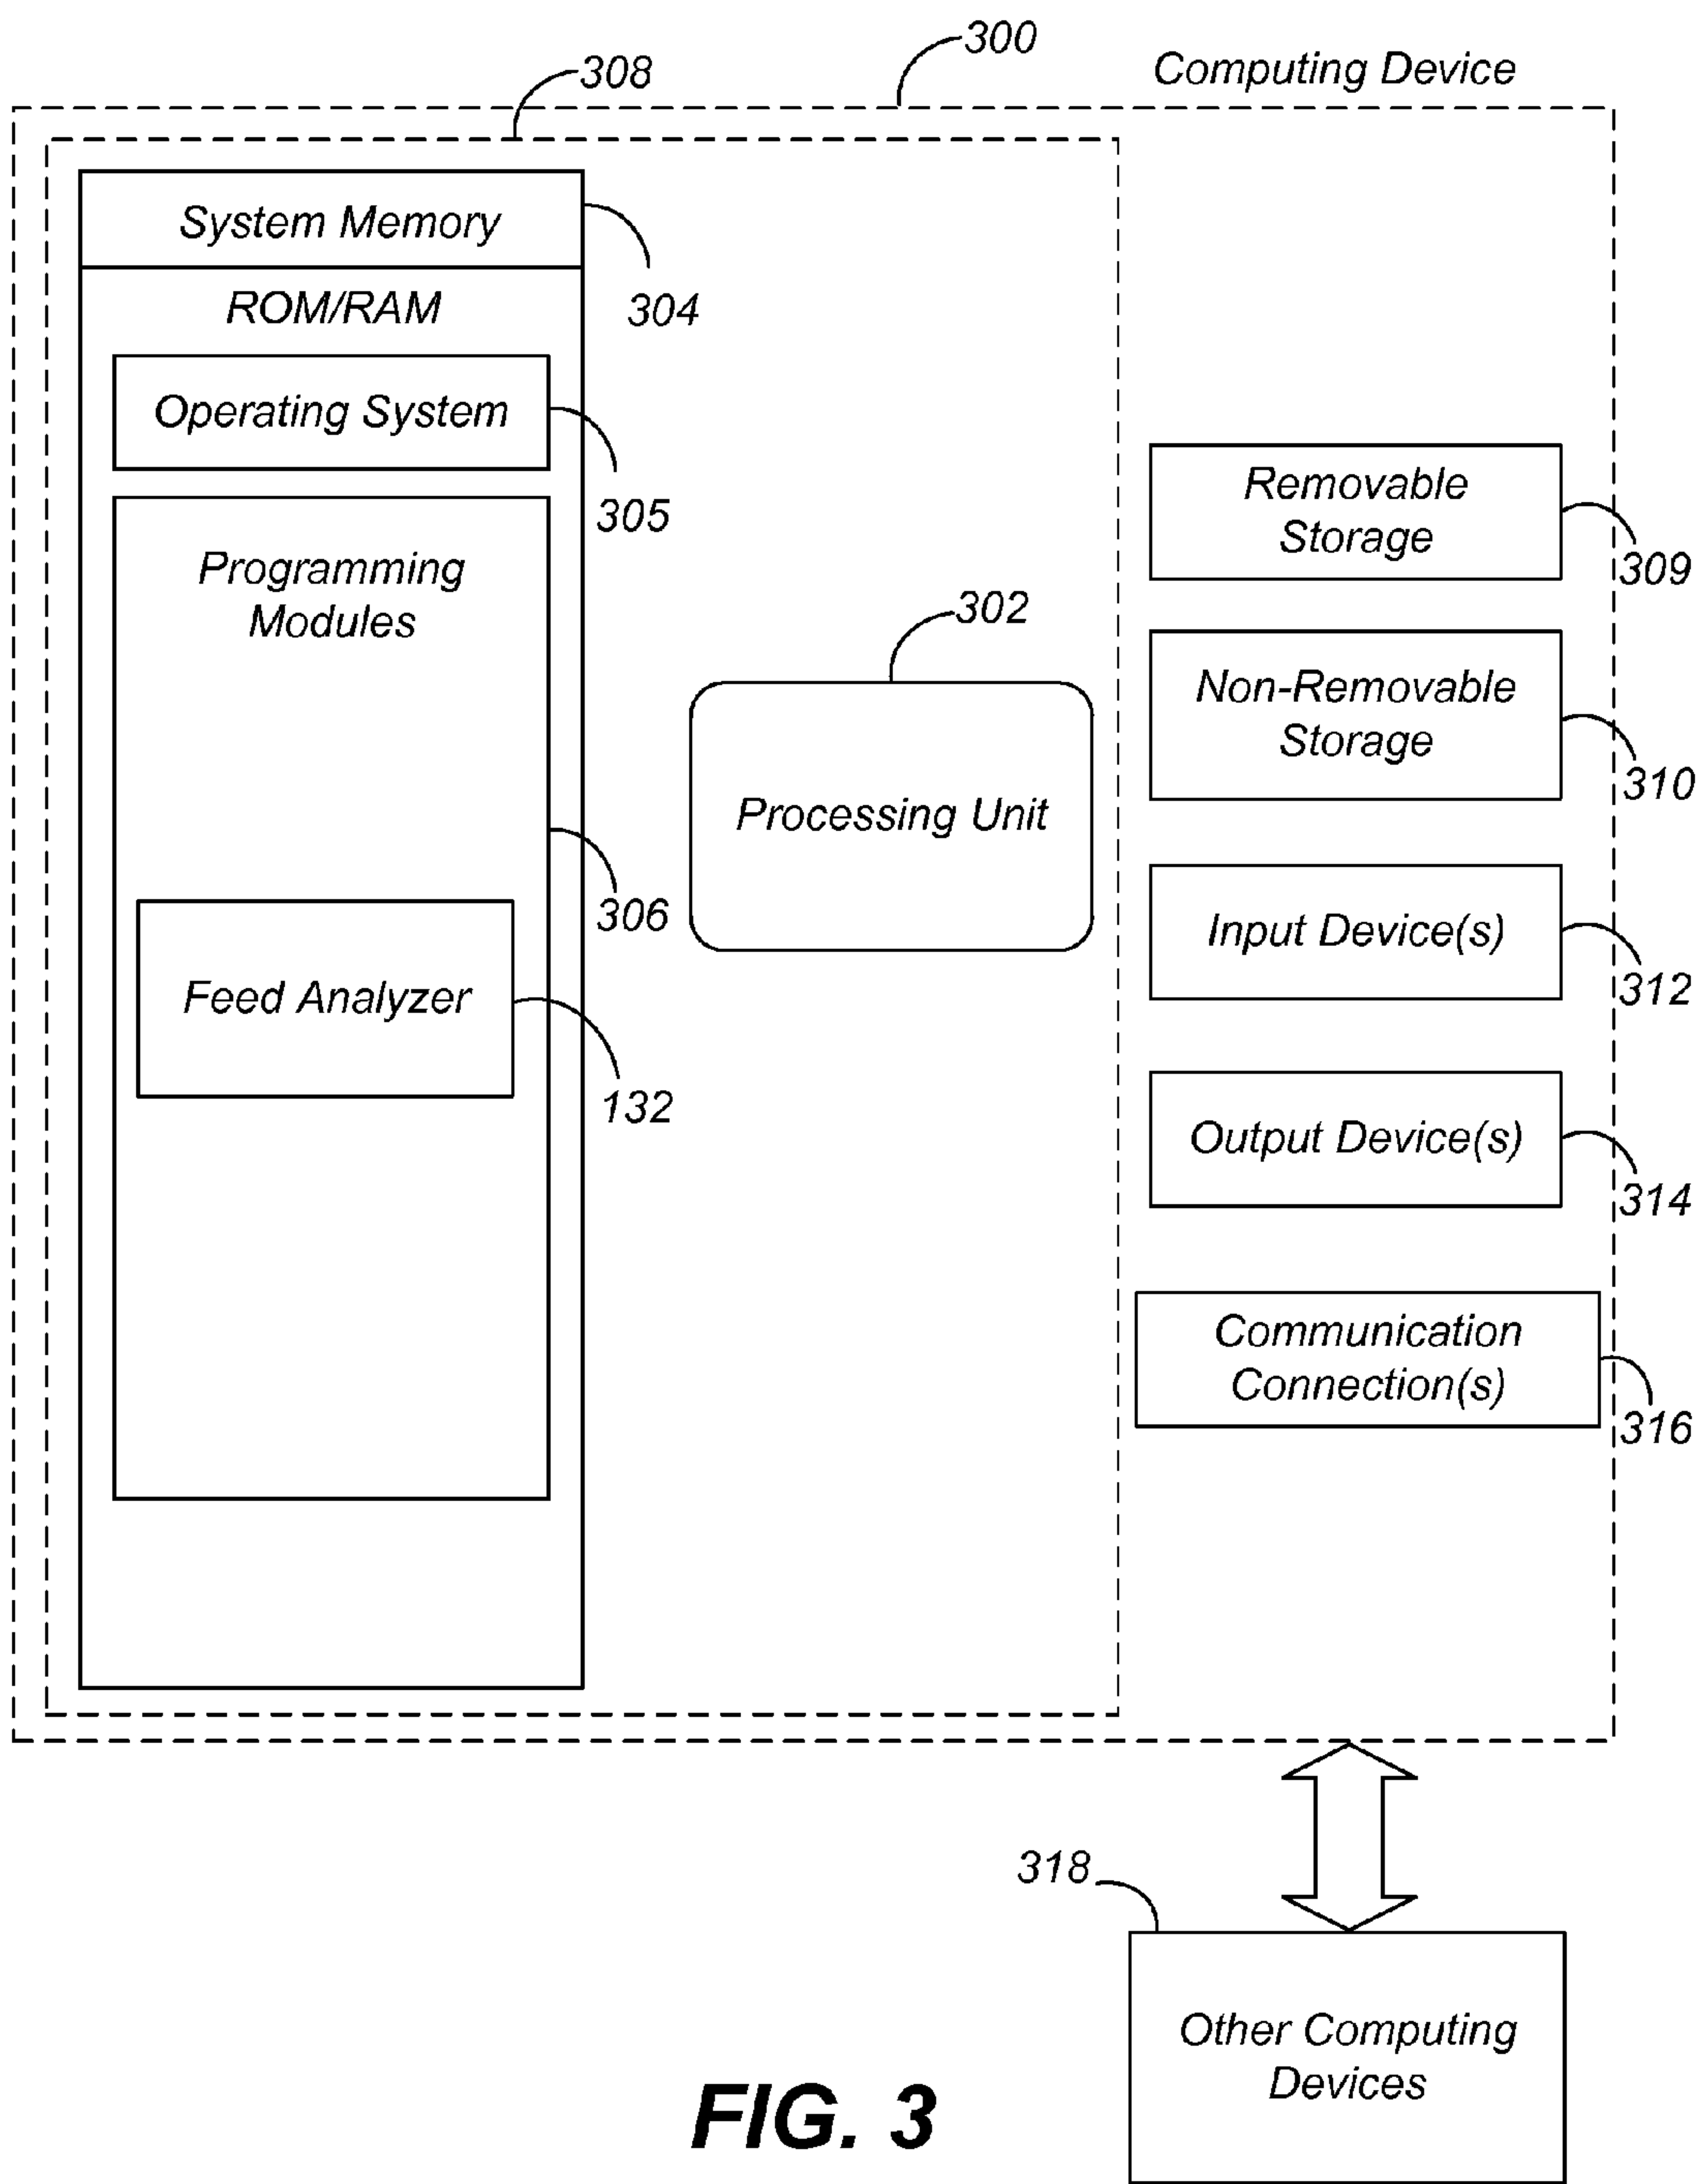 300
Computing Device
308
System Memory
304
ROM/RAM
Operating System
305
Programming
Modules
306
Feed Analyzer
132
302
Processing Unit
Removable
Storage
309
Non-Removable
Storage
310
Input Device(s)
312
Output Device(s)
314
Communication
Connection(s)
316
318
Other Computing
Devices
FIG. 3